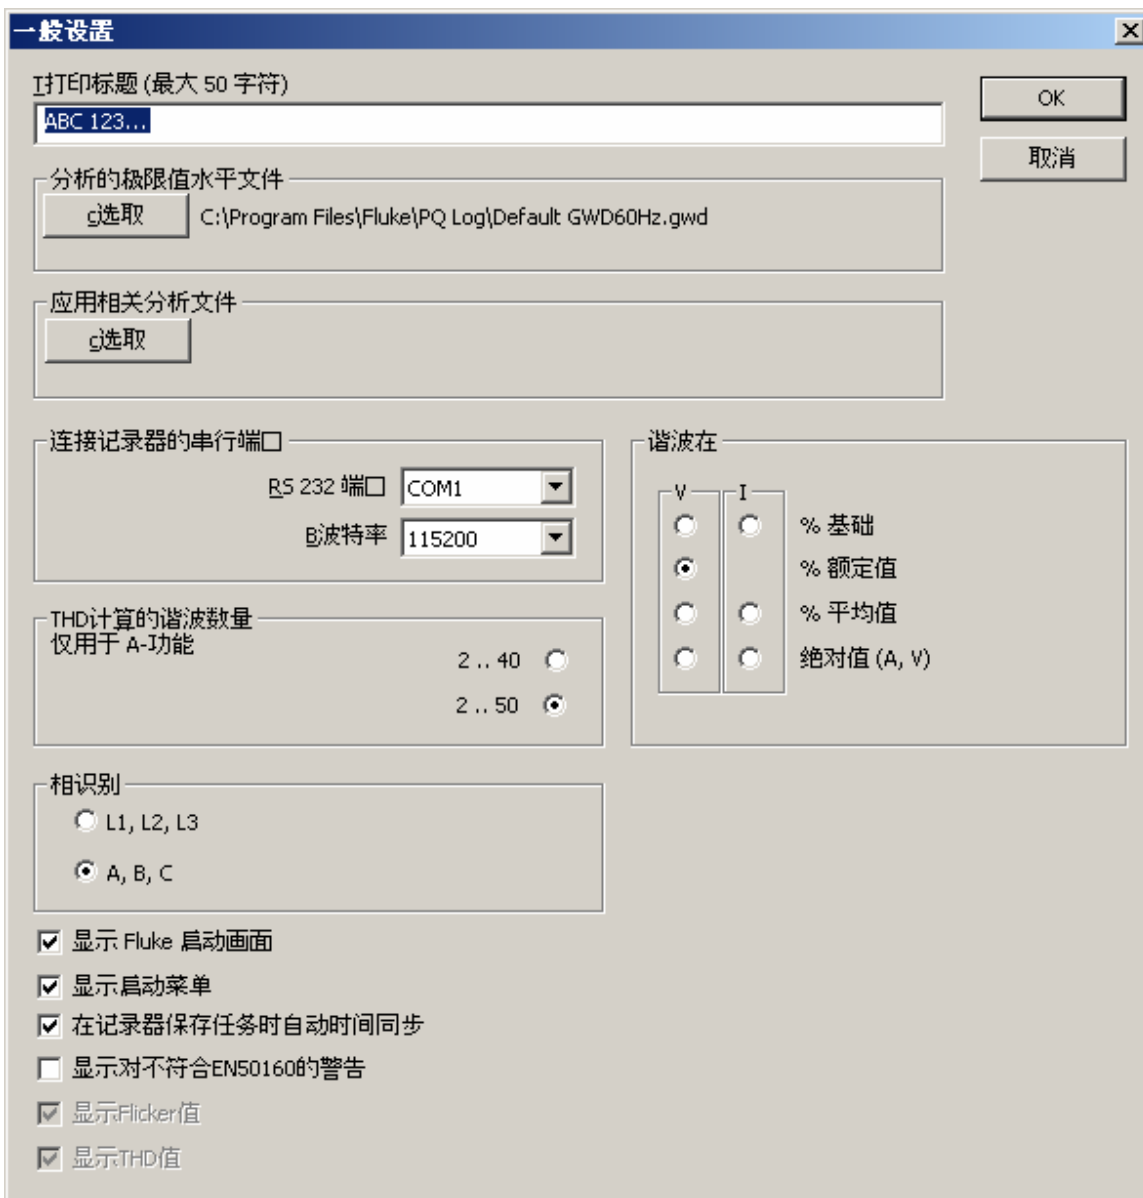 一般设置
T打印标题 (最大 50 字符)
ABC 123...
OK
取消
分析的极限值水平文件
c选取
C:\Program Files\Fluke\PQ Log\Default GWD60Hz.gwd
应用相关分析文件
c选取
连接记录器的串行端口
RS 232 端口
COM1
B波特率
115200
谐波在
V
I
% 基础
% 额定值
% 平均值
绝对值 (A, V)
THD计算的谐波数量
仅用于 A-I功能
2 .. 40
2 .. 50
相识别
L1, L2, L3
A, B, C
显示 Fluke 启动画面
显示启动菜单
在记录器保存任务时自动时间同步
显示对不符合EN50160的警告
显示Flicker值
显示THD值